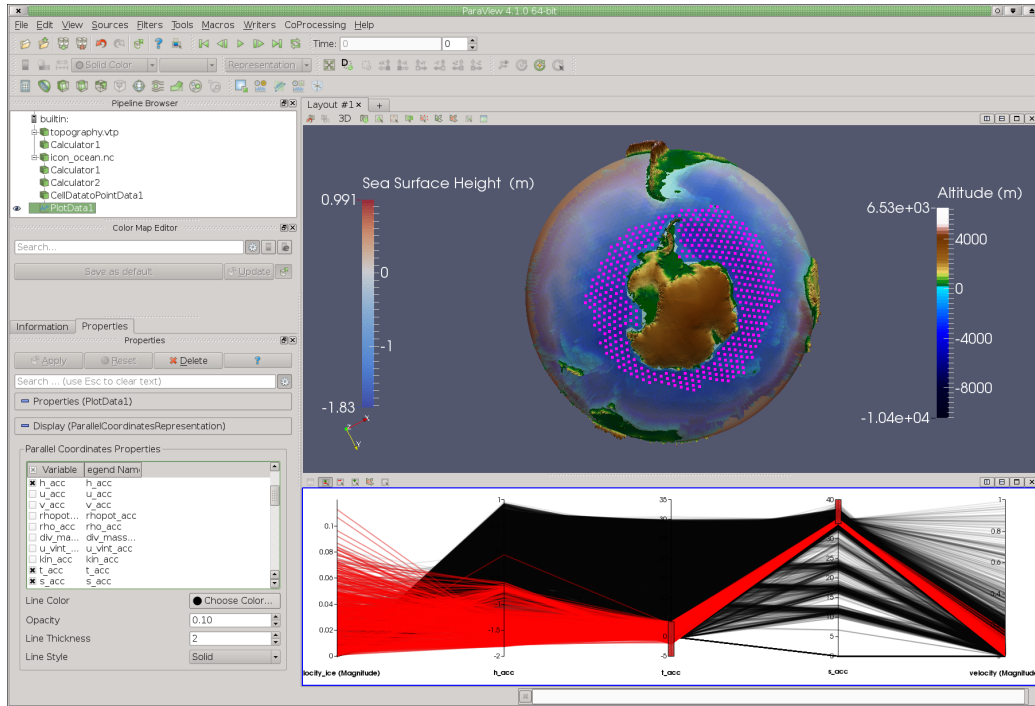 ParaView 4.1.0 64-bit
File Edit View Sources Filters Tools Macros Writers CoProcessing Help
Time: 0 0
Solid Color Representation
Pipeline Browser
builtin:
topography.vtp
Calculator1
icon_ocean.nc
Calculator1
Calculator2
CellDatatoPointData1
PlotData1
Color Map Editor
Search...
Save as default Update
Information Properties
Properties
Apply Reset Delete ?
Search ... (use Esc to clear text)
Properties (PlotData1)
Display (ParallelCoordinatesRepresentation)
Parallel Coordinates Properties
Variable egend Nam
h_acc h_acc
u_acc u_acc
v_acc v_acc
rhopot... rhopot_acc
rho_acc rho_acc
div_ma... div_mass...
u_vint_... u_vint_acc
kin_acc kin_acc
t_acc t_acc
s_acc s_acc
Line Color Choose Color...
Opacity 0.10
Line Thickness 2
Line Style Solid
Layout #1 × +
3D
Sea Surface Height (m)
0.991
0
-1
-1.83
X
Y
Z
Altitude (m)
6.53e+03
4000
0
-4000
-8000
-1.04e+04
0.1
0.08
0.06
0.04
0.02
0
1
-1.5
-2
35
30
0
-5
40
30
25
20
15
10
5
0
1
0.8
0.4
0
locity_ice (Magnitude) h_acc t_acc s_acc velocity (Magnitude)